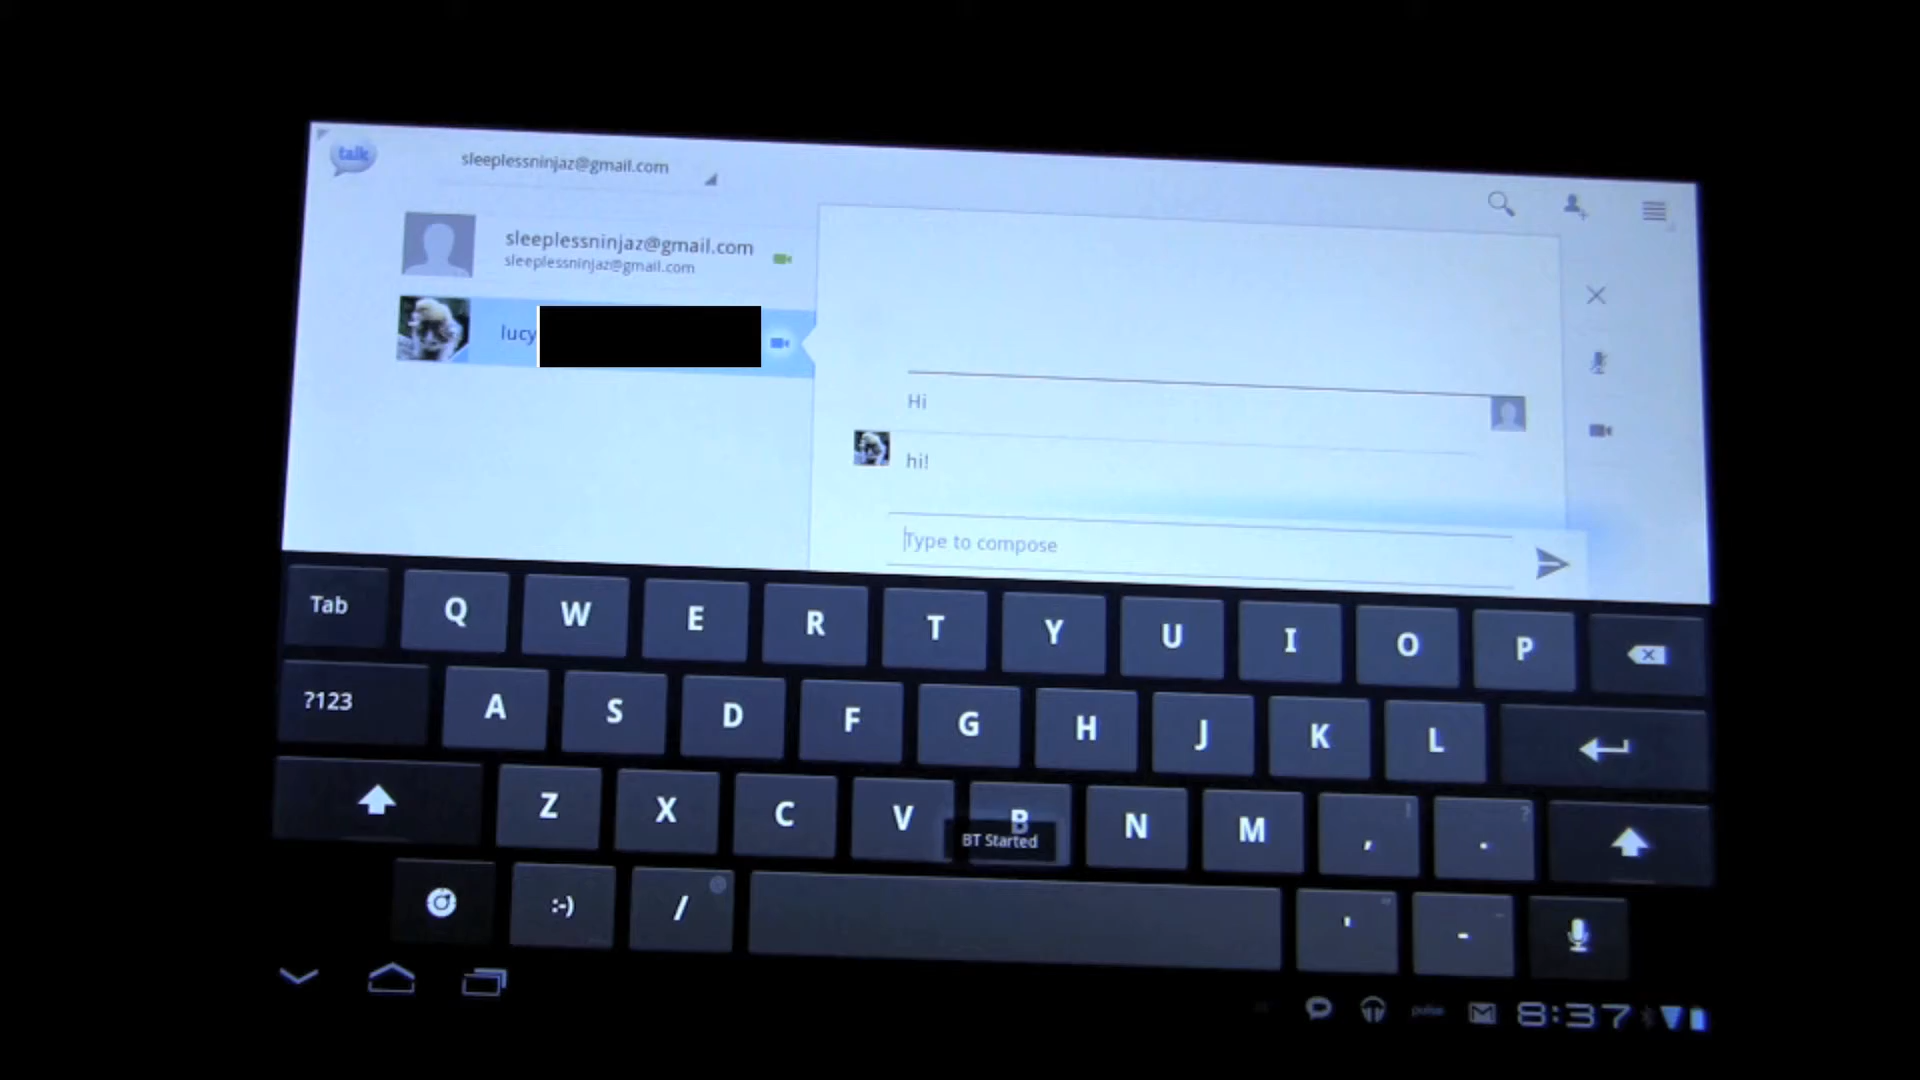 talk
sleeplessninjaz@gmail.com
sleeplessninjaz@gmail.com
sleeplessninjaz@gmail.com
lucy
Hi
hi!
Type to compose
Tab Q W E R T Y U I O P
?123 A S D F G H J K L
Z X C V B N M , ! . ?
BT Started
:-) / @ ' " - _
pulse 8:37